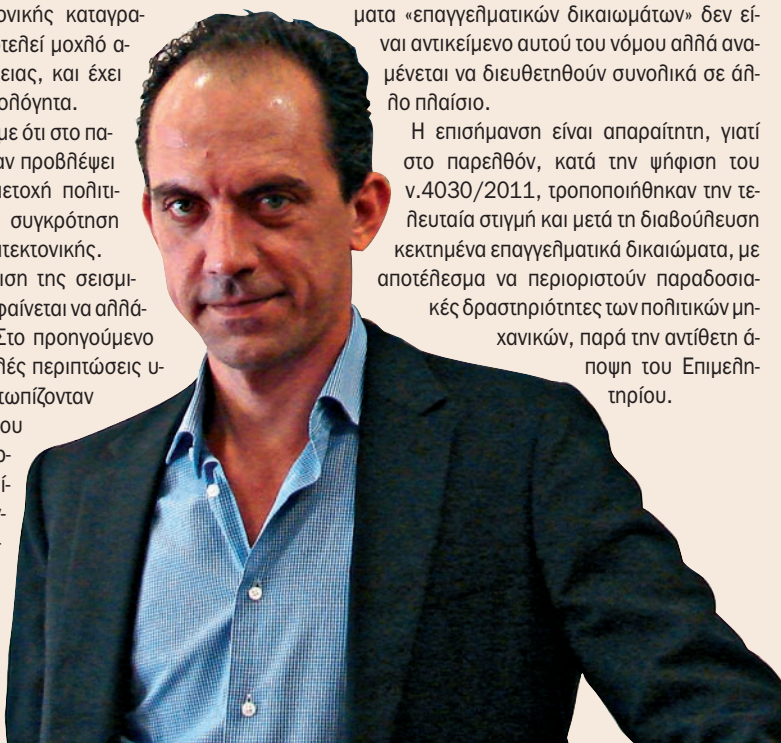 ονικής καταγρα-
τελεί μοχλό α-
ειας, και έχει
ολόγητα.
με ότι στο πα-
αν προβλέψει
μετοχή πολιτι-
συγκρότηση
ιτεκτονικής.
ιση της σεισμι-
φαίνεται να αλλά-
Στο προηγούμενο
λές περιπτώσεις υ-
τωπίζονταν
ου
ματα «επαγγελματικών δικαιωμάτων» δεν εί-
ναι αντικείμενο αυτού του νόμου αλλά ανα-
μένεται να διευθετηθούν συνολικά σε άλ-
λο πλαίσιο.
Η επισήμανση είναι απαραίτητη, γιατί
στο παρελθόν, κατά την ψήφιση του
ν.4030/2011, τροποποιήθηκαν την τε-
λευταία στιγμή και μετά τη διαβούλευση
κεκτημένα επαγγελματικά δικαιώματα, με
αποτέλεσμα να περιοριστούν παραδοσια-
κές δραστηριότητες των πολιτικών μη-
χανικών, παρά την αντίθετη ά-
ποψη του Επιμελη-
τηρίου.